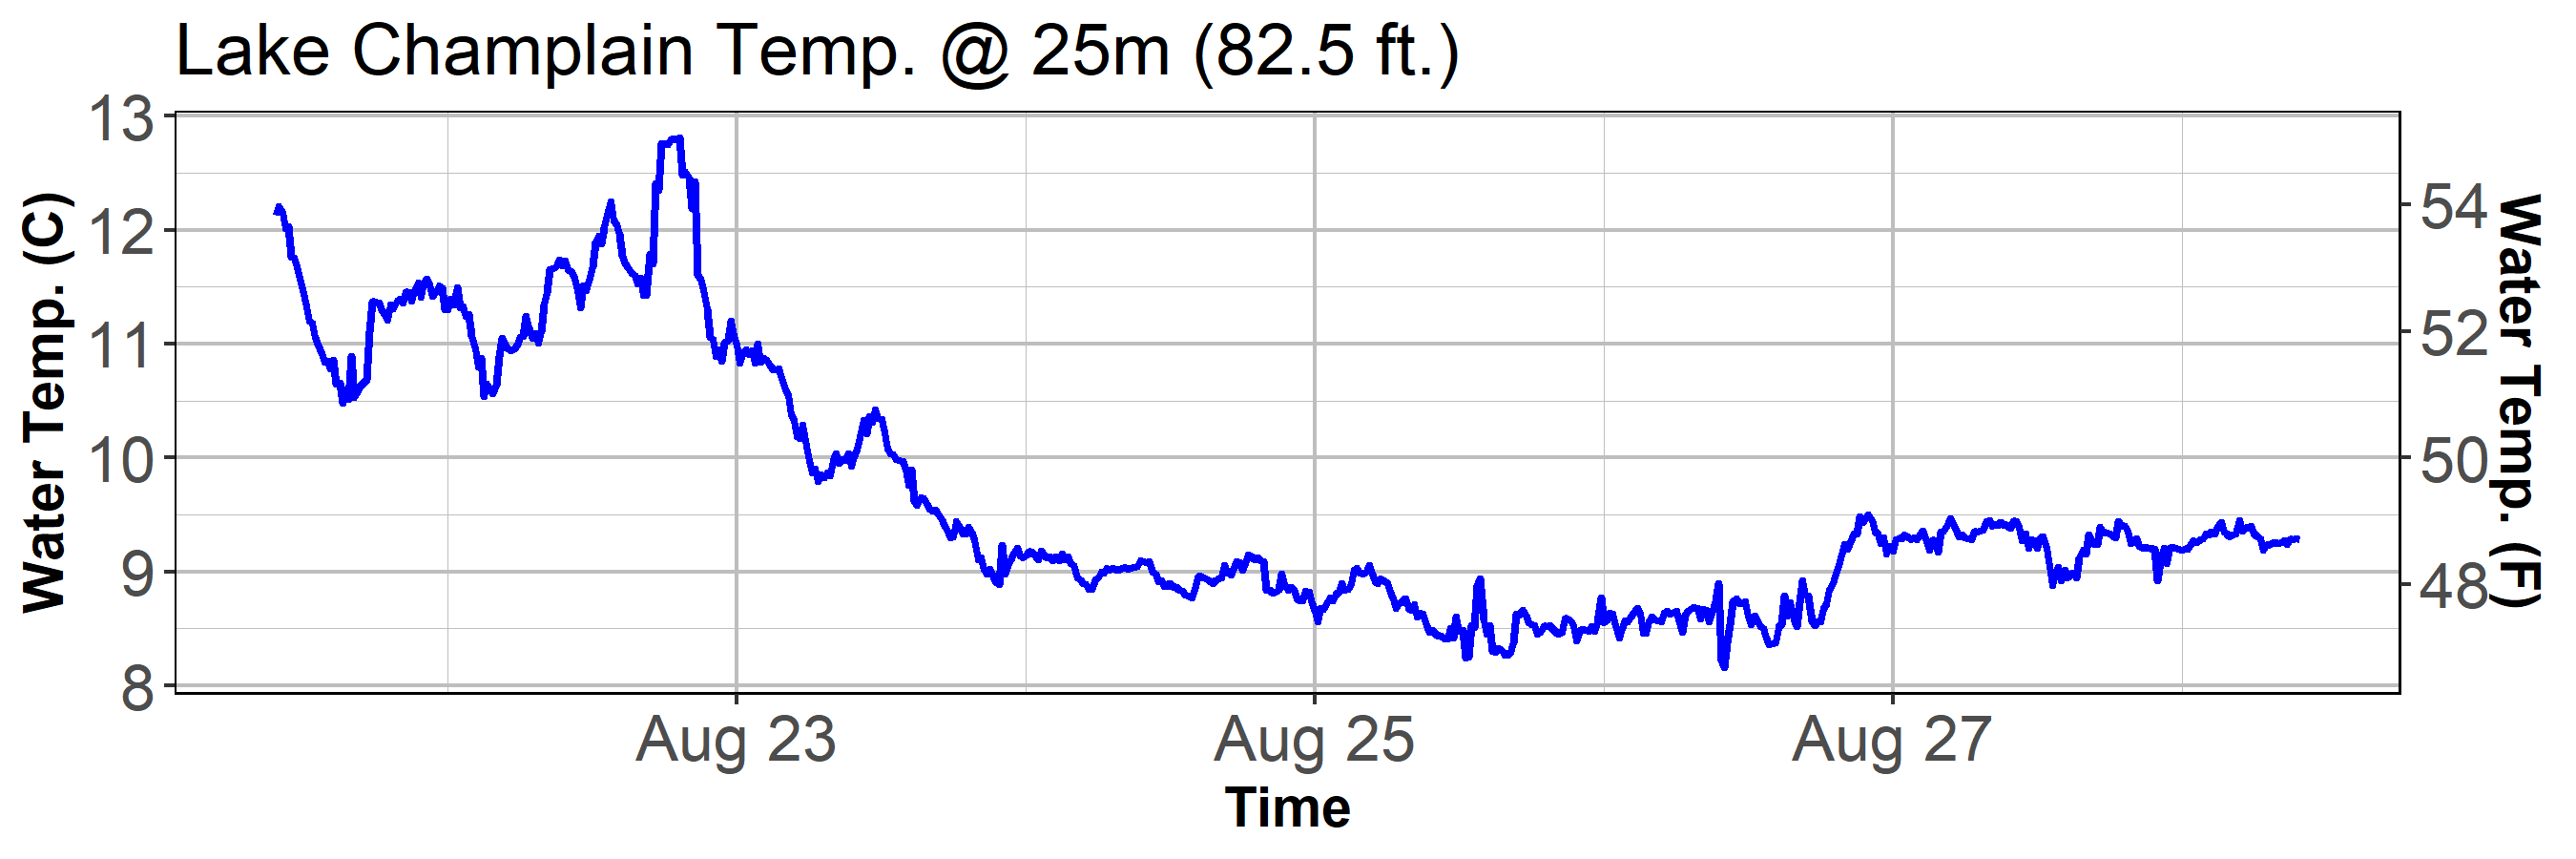 Lake Champlain Temp. @ 25m (82.5 ft.)
Water Temp. (C)
13
12
11
10
9
8
54
52
50
48
Water Temp. (F)
Aug 23
Aug 25
Aug 27
Time